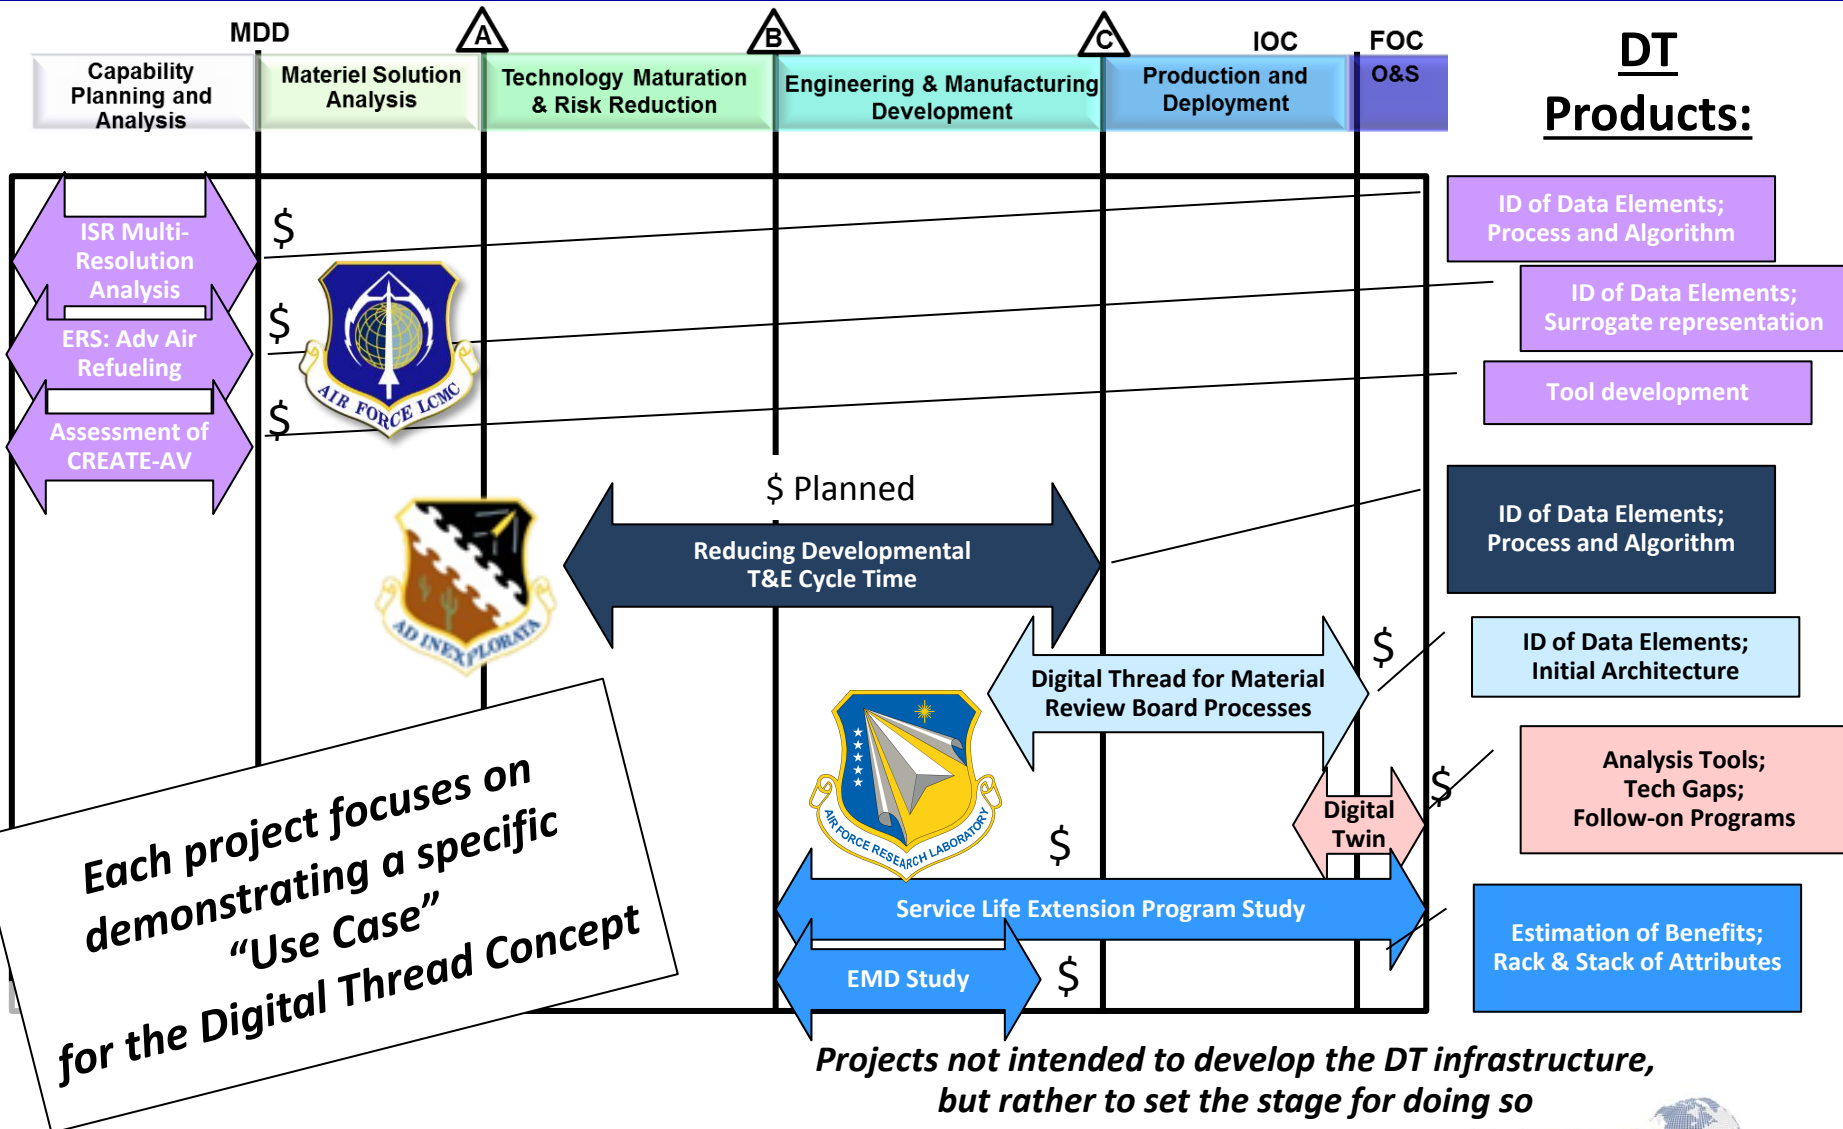 MDD
A
B
C
IOC
FOC
Capability
Planning and
Analysis
Materiel Solution
Analysis
Technology Maturation
& Risk Reduction
Engineering & Manufacturing
Development
Production and
Deployment
O&S
DT
Products:
ISR Multi-
Resolution
Analysis
$
ID of Data Elements;
Process and Algorithm
ERS: Adv Air
Refueling
$
ID of Data Elements;
Surrogate representation
Assessment of
CREATE-AV
$
Tool development
AIR FORCE LCMC
$ Planned
Reducing Developmental
T&E Cycle Time
ID of Data Elements;
Process and Algorithm
AD INEXPLORATA
Digital Thread for Material
Review Board Processes
$
ID of Data Elements;
Initial Architecture
AIR FORCE RESEARCH LABORATORY
Digital
Twin
$
Analysis Tools;
Tech Gaps;
Follow-on Programs
$
Service Life Extension Program Study
EMD Study
$
Estimation of Benefits;
Rack & Stack of Attributes
Each project focuses on
demonstrating a specific
“Use Case”
for the Digital Thread Concept
Projects not intended to develop the DT infrastructure,
but rather to set the stage for doing so